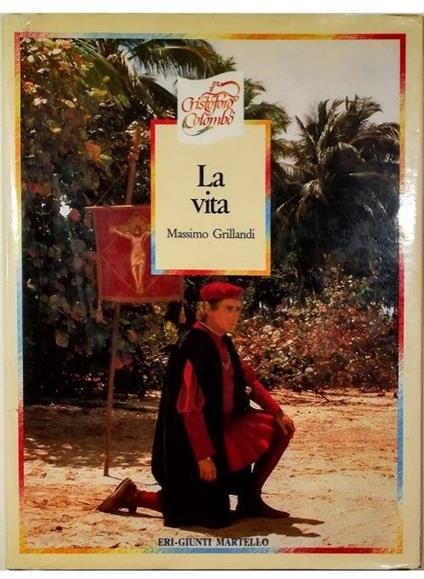 Cristoforo
Colombo
La
vita
Massimo Grillandi
ERI-GIUNTI MARTELLO